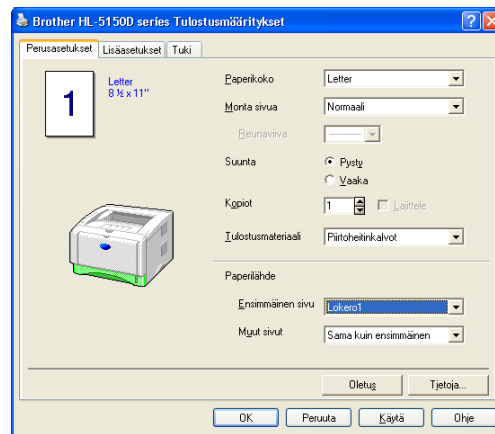 Brother HL-5150D series Tulostusmääritykset
Perusasetukset Lisäasetukset Tuki
1
Letter
8 ½ x 11"
Paperikoko Letter
Monta sivua Normaali
Reunaviiva
Suunta Pysty
Vaaka
Kopiot 1 Lajittele
Tulostusmateriaali Piirtoheitinkalvot
Paperilähde
Ensimmäinen sivu Lokero1
Muut sivut Sama kuin ensimmäinen
Oletus Tietoja...
OK Peruuta Käytä Ohje